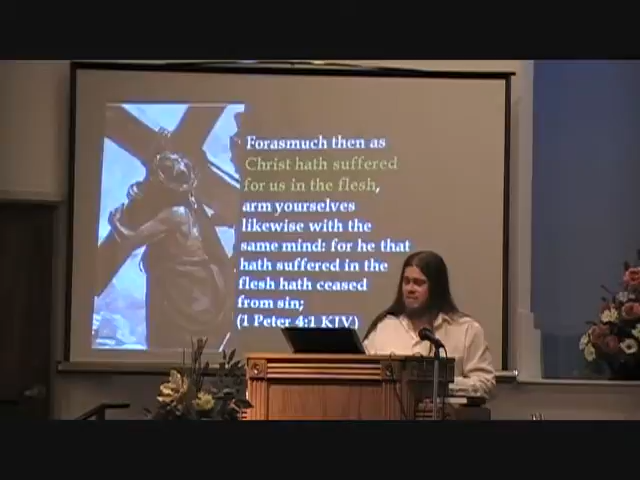 Forasmuch then as
Christ hath suffered
for us in the flesh,
arm yourselves
likewise with the
same mind: for he that
hath suffered in the
flesh hath ceased
from sin;
(1 Peter 4:1 KJV)